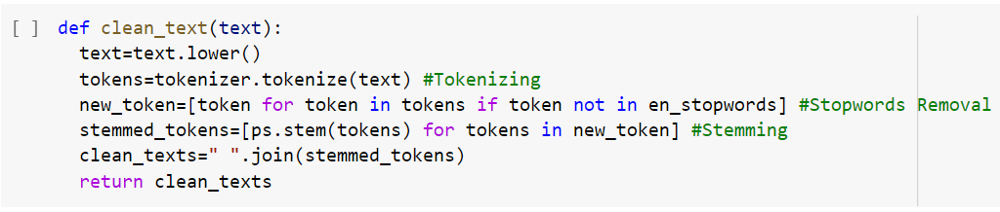 [ ] def clean_text(text):
text=text.lower()
tokens=tokenizer.tokenize(text) #Tokenizing
new_token=[token for token in tokens if token not in en_stopwords] #Stopwords Removal
stemmed_tokens=[ps.stem(tokens) for tokens in new_token] #Stemming
clean_texts=" ".join(stemmed_tokens)
return clean_texts